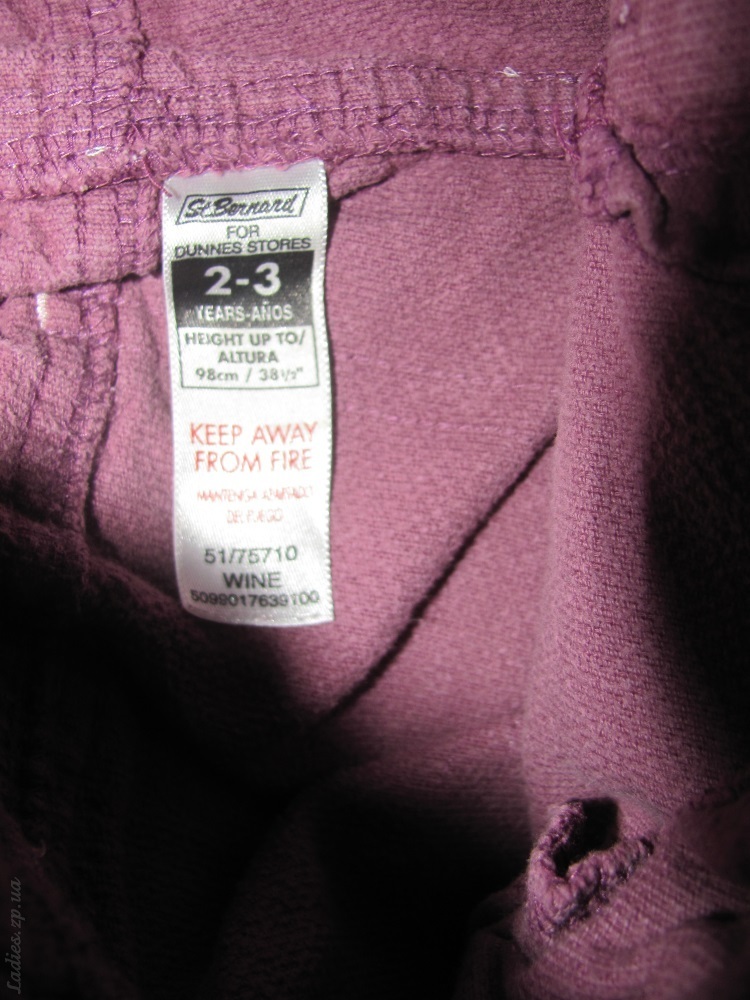 St. Bernard
FOR
DUNNES STORES
2-3
YEARS-AÑOS
HEIGHT UP TO/
ALTURA
98cm / 38½"
KEEP AWAY
FROM FIRE
MANTENGA APARTADO
DEL FUEGO
51/75710
WINE
5099017639100
Ladies.zp.ua